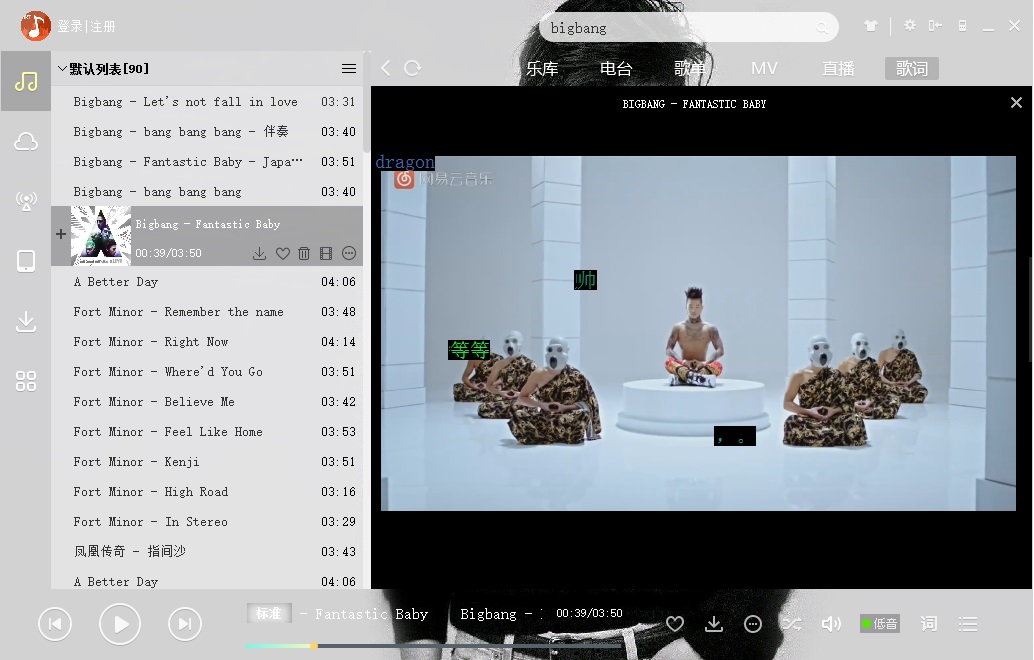 登录|注册
bigbang
默认列表[90]
乐库 电台 歌单 MV 直播 歌词
Bigbang - Let's not fall in love 03:31
Bigbang - bang bang bang - 伴奏 03:40
Bigbang - Fantastic Baby - Japa… 03:51
Bigbang - bang bang bang 03:40
Bigbang - Fantastic Baby
00:39/03:50
A Better Day 04:06
Fort Minor - Remember the name 03:48
Fort Minor - Right Now 04:14
Fort Minor - Where'd You Go 03:51
Fort Minor - Believe Me 03:42
Fort Minor - Feel Like Home 03:53
Fort Minor - Kenji 03:51
Fort Minor - High Road 03:16
Fort Minor - In Stereo 03:29
凤凰传奇 - 指间沙 03:43
A Better Day 04:06
BIGBANG - FANTASTIC BABY
dragon
网易云音乐
帅
等等
，。
标准 - Fantastic Baby Bigbang - 00:39/03:50
低音 词